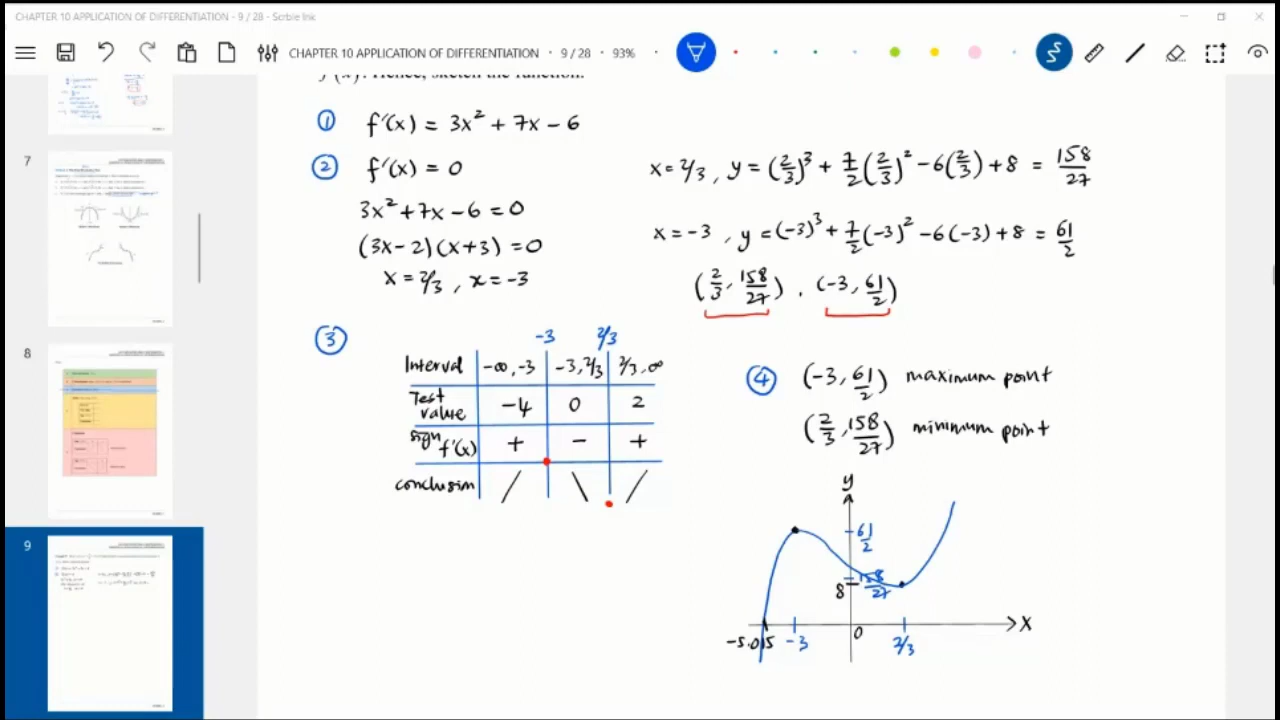 CHAPTER 10 APPLICATION OF DIFFERENTIATION - 9 / 28 - Scrble Ink
CHAPTER 10 APPLICATION OF DIFFERENTIATION • 9 / 28 • 93%
f'(x). Hence, sketch the function.
① f'(x) = 3x² + 7x − 6
② f'(x) = 0
3x² + 7x − 6 = 0
(3x − 2)(x + 3) = 0
x = 2/3 , x = −3
x = 2/3 , y = (2/3)³ + 7/2(2/3)² − 6(2/3) + 8 = 158/27
x = −3 , y = (−3)³ + 7/2(−3)² − 6(−3) + 8 = 61/2
(2/3, 158/27) , (−3, 61/2)
③
−3 2/3
Interval −∞,−3 −3,2/3 2/3,∞
Test value −4 0 2
sign f'(x) + − +
conclusion / \ /
④ (−3, 61/2) maximum point
(2/3, 158/27) minimum point
y
61/2
158/27
8
−5.015 −3 0 2/3 x
7
8
9